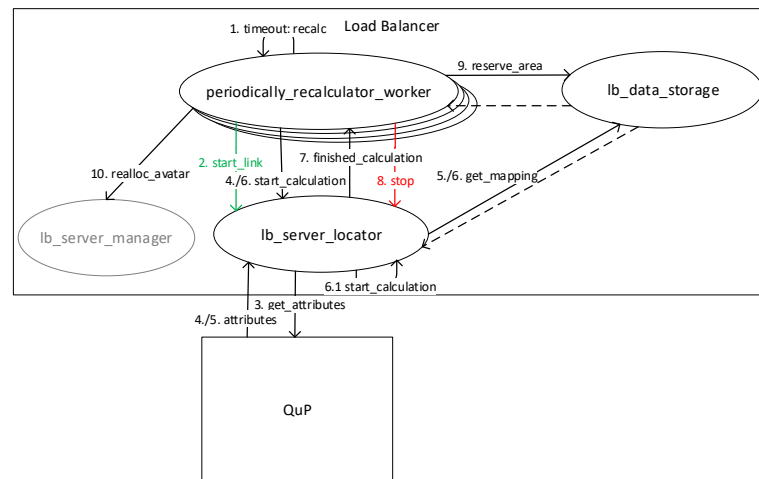 1. timeout: recalc
Load Balancer
9. reserve_area
periodically_recalculator_worker
lb_data_storage
2. start_link
7. finished_calculation
10. realloc_avatar
4./6. start_calculation
8. stop
5./6. get_mapping
lb_server_manager
lb_server_locator
6.1 start_calculation
3. get_attributes
4./5. attributes
QuP